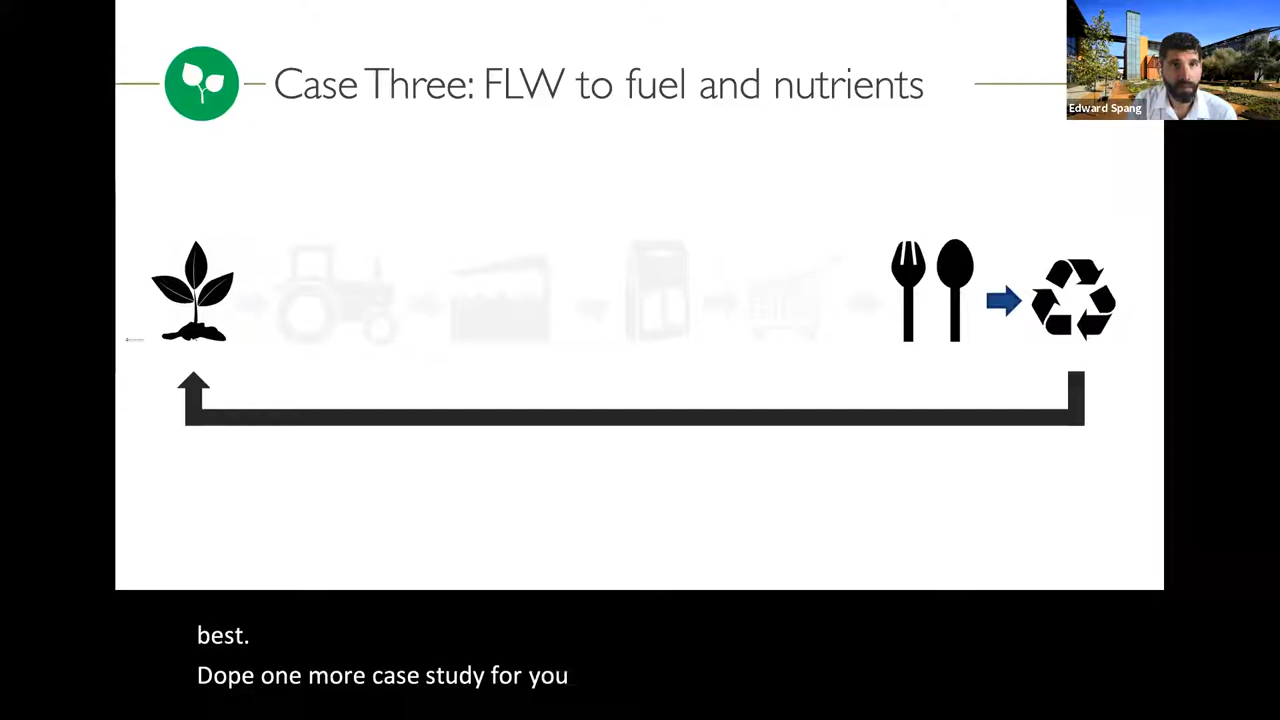 Case Three: FLW to fuel and nutrients
Edward Spang
best.
Dope one more case study for you